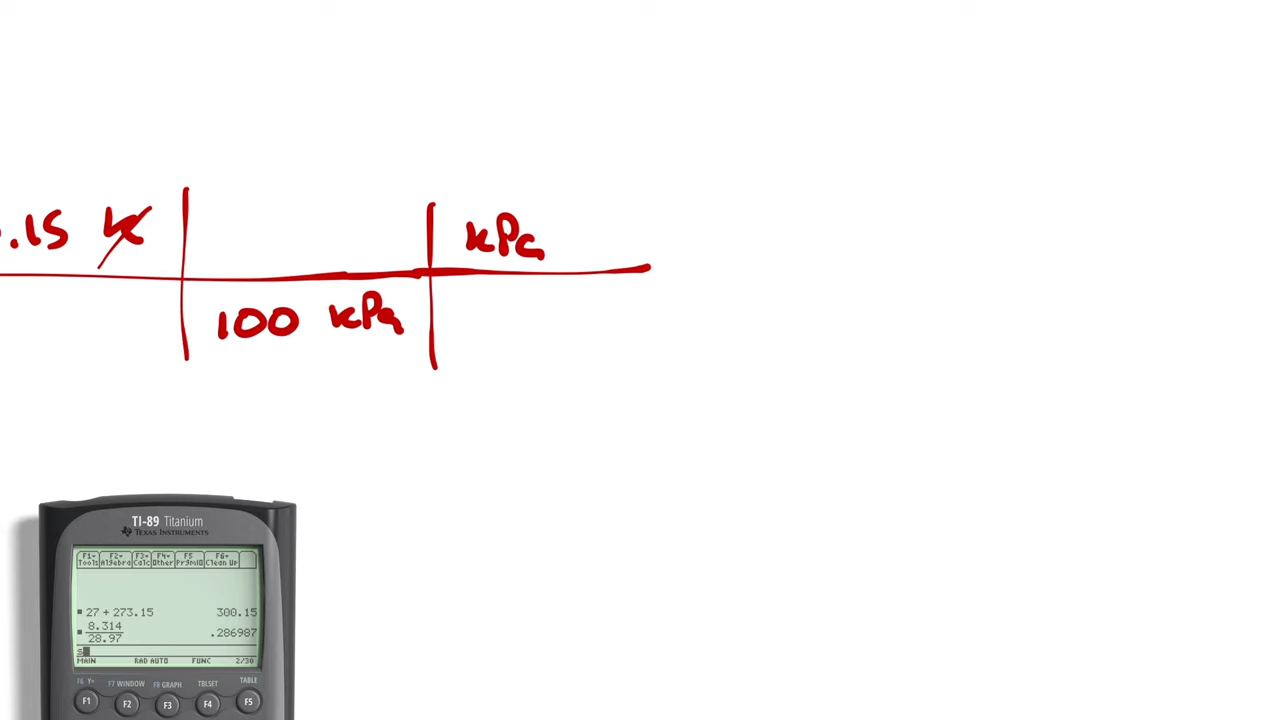 .15 K
kPa
100 kPa
TI-89 Titanium
TEXAS INSTRUMENTS
F1▾ Tools
F2▾ Algebra
F3▾ Calc
F4▾ Other
F5 PrgmIO
F6▾ Clean Up
27 + 273.15 300.15
8.314
28.97
.286987
MAIN RAD AUTO FUNC 2/30
F6 Y= F7 WINDOW F8 GRAPH TBLSET TABLE
F1 F2 F3 F4 F5